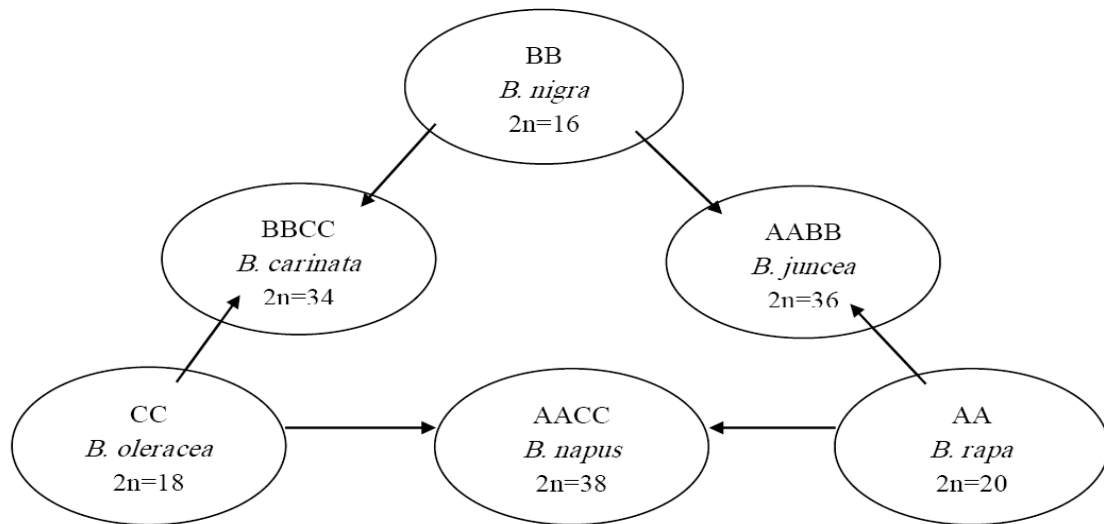 BB
B. nigra
2n=16
BBCC
B. carinata
2n=34
AABB
B. juncea
2n=36
CC
B. oleracea
2n=18
AACC
B. napus
2n=38
AA
B. rapa
2n=20